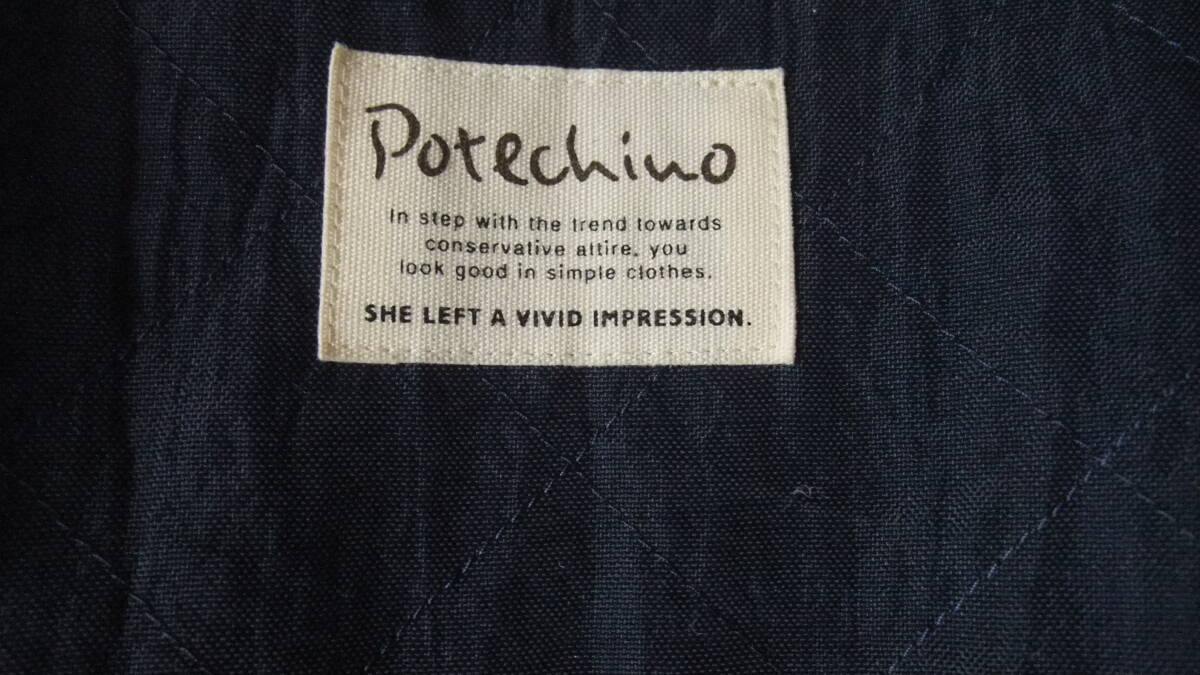 Potechino
In step with the trend towards
conservative attire, you
look good in simple clothes.
SHE LEFT A VIVID IMPRESSION.